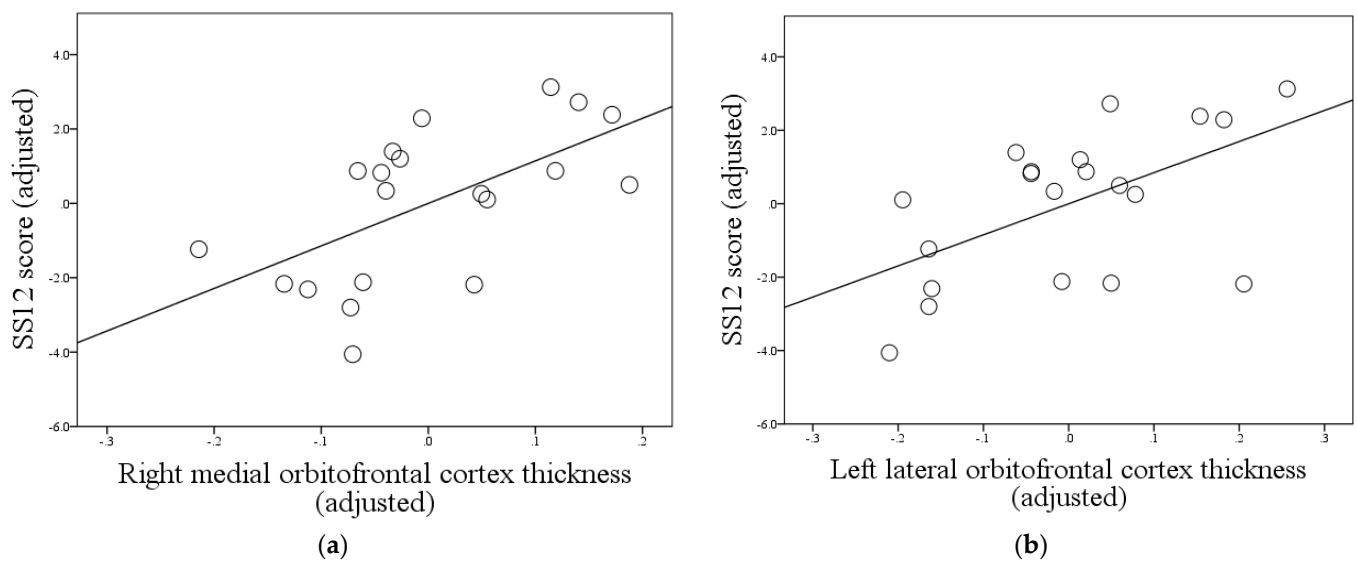 4.0
2.0
.0
-2.0
-4.0
-6.0
SS12 score (adjusted)
-.3 -.2 -.1 .0 .1 .2
Right medial orbitofrontal cortex thickness
(adjusted)
(a)
4.0
2.0
.0
-2.0
-4.0
-6.0
SS12 score (adjusted)
-.3 -.2 -.1 .0 .1 .2 .3
Left lateral orbitofrontal cortex thickness
(adjusted)
(b)